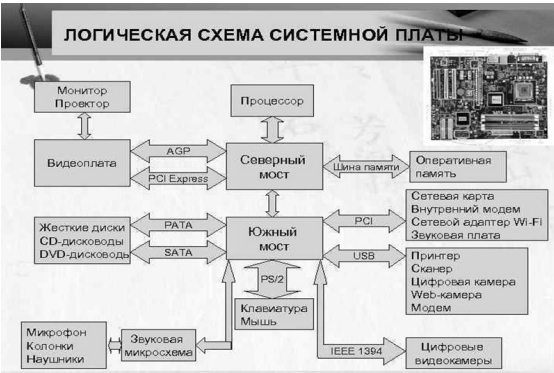 ЛОГИЧЕСКАЯ СХЕМА СИСТЕМНОЙ ПЛАТЫ
Монитор
Проектор
Процессор
Видеоплата
AGP
PCI Express
Северный
мост
Шина памяти
Оперативная
память
Жесткие диски
CD-дисководы
DVD-дисководы
PATA
SATA
Южный
мост
PCI
USB
Сетевая карта
Внутренний модем
Сетевой адаптер Wi-Fi
Звуковая плата
Принтер
Сканер
Цифровая камера
Web-камера
Модем
PS/2
Клавиатура
Мышь
Микрофон
Колонки
Наушники
Звуковая
микросхема
IEEE 1394
Цифровые
видеокамеры